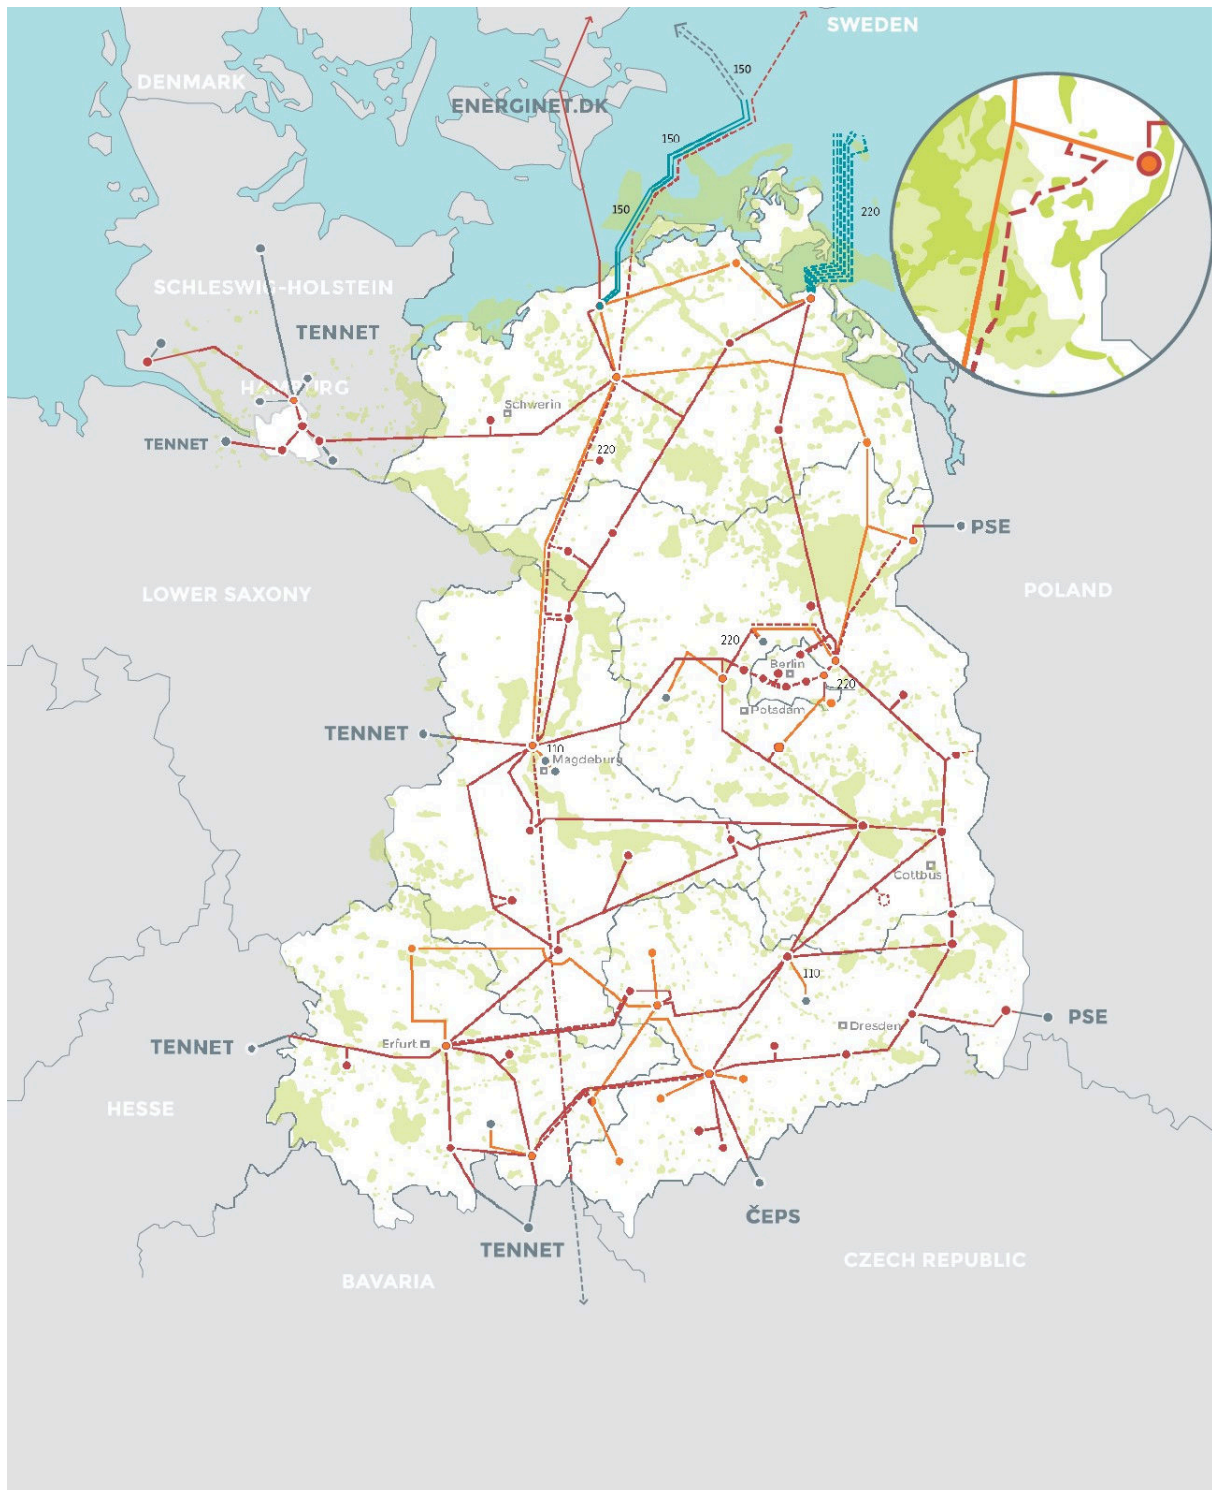 SWEDEN
150
DENMARK
ENERGINET.DK
150
150
220
SCHLESWIG-HOLSTEIN
TENNET
HAMBURG
Schwerin
TENNET
220
PSE
LOWER SAXONY
POLAND
220
Berlin
220
Potsdam
TENNET
110
Magdeburg
Cottbus
110
PSE
Dresden
Erfurt
TENNET
HESSE
ČEPS
TENNET
CZECH REPUBLIC
BAVARIA